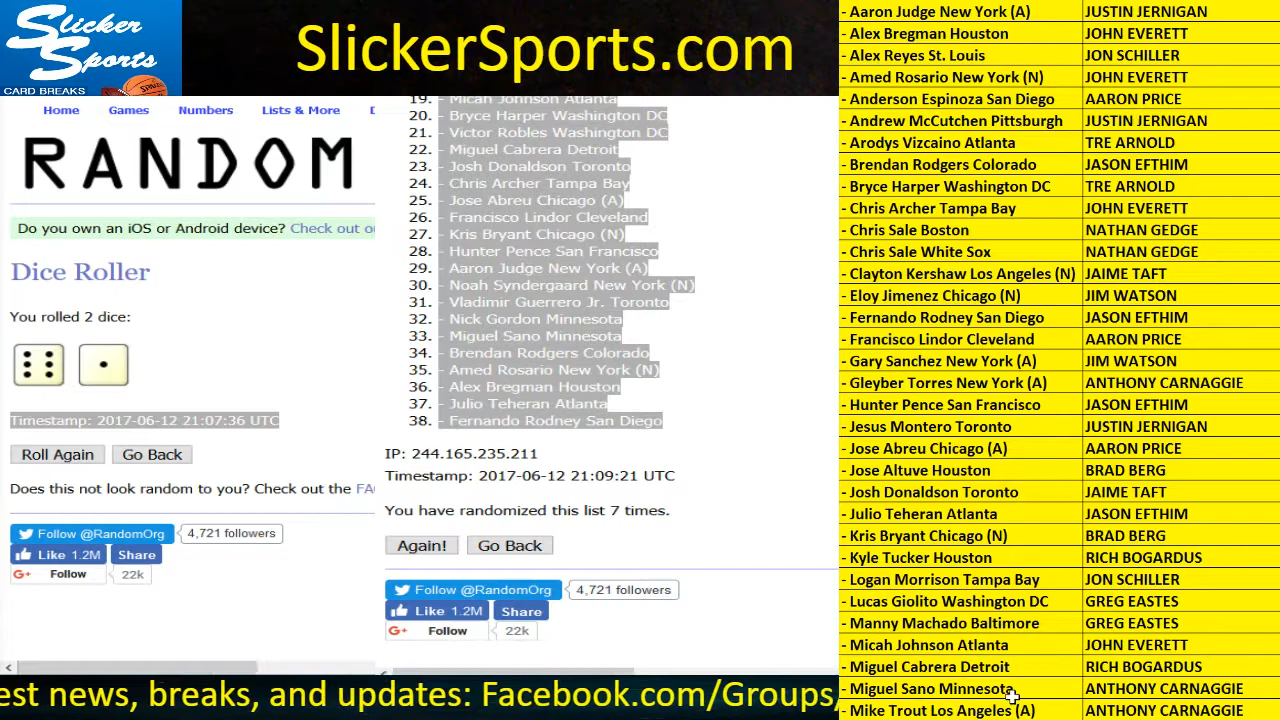 Slicker
Sports
CARD BREAKS
SlickerSports.com
Home Games Numbers Lists & More
RANDOM
Do you own an iOS or Android device? Check out
Dice Roller
You rolled 2 dice:
Timestamp: 2017-06-12 21:07:36 UTC
Roll Again Go Back
Does this not look random to you? Check out the FA
Follow @RandomOrg 4,721 followers
Like 1.2M Share
G+ Follow 22k
19. - Micah Johnson Atlanta
20. - Bryce Harper Washington DC
21. - Victor Robles Washington DC
22. - Miguel Cabrera Detroit
23. - Josh Donaldson Toronto
24. - Chris Archer Tampa Bay
25. - Jose Abreu Chicago (A)
26. - Francisco Lindor Cleveland
27. - Kris Bryant Chicago (N)
28. - Hunter Pence San Francisco
29. - Aaron Judge New York (A)
30. - Noah Syndergaard New York (N)
31. - Vladimir Guerrero Jr. Toronto
32. - Nick Gordon Minnesota
33. - Miguel Sano Minnesota
34. - Brendan Rodgers Colorado
35. - Amed Rosario New York (N)
36. - Alex Bregman Houston
37. - Julio Teheran Atlanta
38. - Fernando Rodney San Diego
IP: 244.165.235.211
Timestamp: 2017-06-12 21:09:21 UTC
You have randomized this list 7 times.
Again! Go Back
Follow @RandomOrg 4,721 followers
Like 1.2M Share
G+ Follow 22k
- Aaron Judge New York (A) JUSTIN JERNIGAN
- Alex Bregman Houston JOHN EVERETT
- Alex Reyes St. Louis JON SCHILLER
- Amed Rosario New York (N) JOHN EVERETT
- Anderson Espinoza San Diego AARON PRICE
- Andrew McCutchen Pittsburgh JUSTIN JERNIGAN
- Arodys Vizcaino Atlanta TRE ARNOLD
- Brendan Rodgers Colorado JASON EFTHIM
- Bryce Harper Washington DC TRE ARNOLD
- Chris Archer Tampa Bay JOHN EVERETT
- Chris Sale Boston NATHAN GEDGE
- Chris Sale White Sox NATHAN GEDGE
- Clayton Kershaw Los Angeles (N) JAIME TAFT
- Eloy Jimenez Chicago (N) JIM WATSON
- Fernando Rodney San Diego JASON EFTHIM
- Francisco Lindor Cleveland AARON PRICE
- Gary Sanchez New York (A) JIM WATSON
- Gleyber Torres New York (A) ANTHONY CARNAGGIE
- Hunter Pence San Francisco JASON EFTHIM
- Jesus Montero Toronto JUSTIN JERNIGAN
- Jose Abreu Chicago (A) AARON PRICE
- Jose Altuve Houston BRAD BERG
- Josh Donaldson Toronto JAIME TAFT
- Julio Teheran Atlanta JASON EFTHIM
- Kris Bryant Chicago (N) BRAD BERG
- Kyle Tucker Houston RICH BOGARDUS
- Logan Morrison Tampa Bay JON SCHILLER
- Lucas Giolito Washington DC GREG EASTES
- Manny Machado Baltimore GREG EASTES
- Micah Johnson Atlanta JOHN EVERETT
- Miguel Cabrera Detroit RICH BOGARDUS
- Miguel Sano Minnesota ANTHONY CARNAGGIE
- Mike Trout Los Angeles (A) ANTHONY CARNAGGIE
est news, breaks, and updates: Facebook.com/Groups/